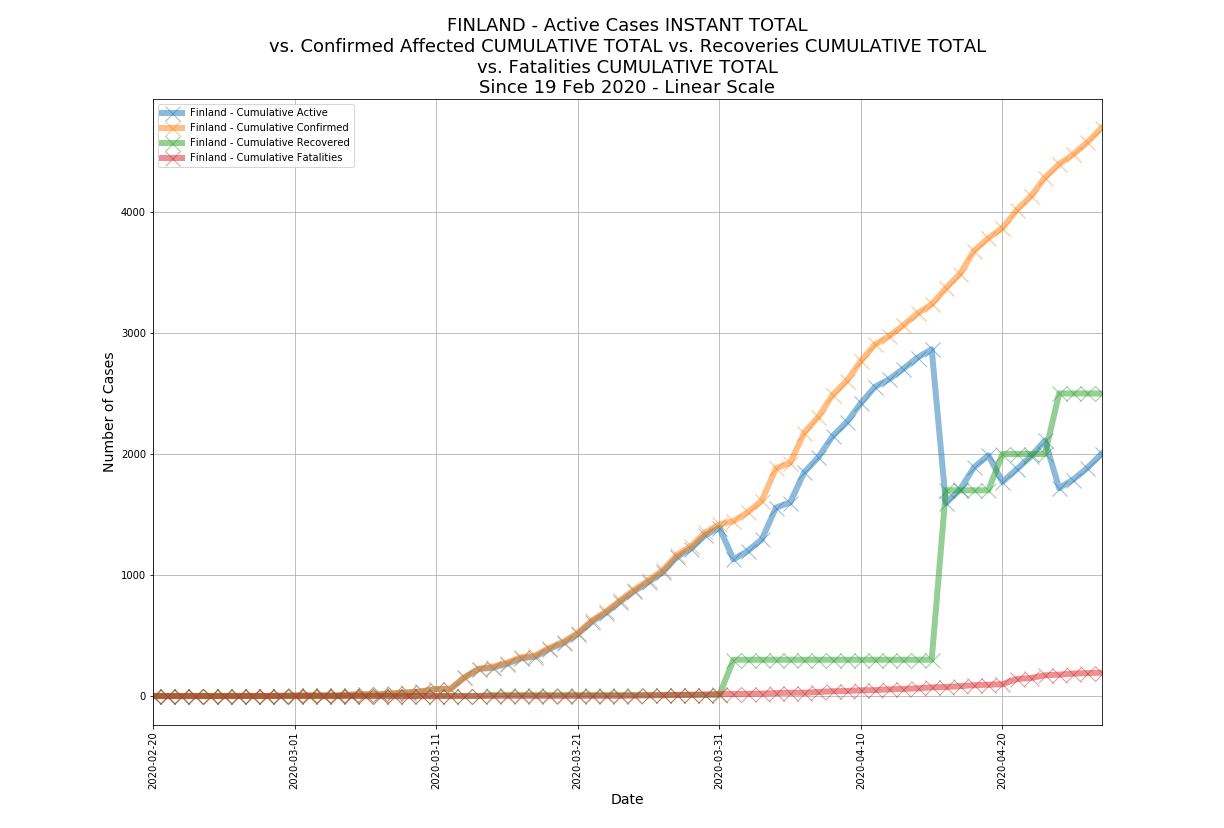 FINLAND - Active Cases INSTANT TOTAL
vs. Confirmed Affected CUMULATIVE TOTAL vs. Recoveries CUMULATIVE TOTAL
vs. Fatalities CUMULATIVE TOTAL
Since 19 Feb 2020 - Linear Scale
Finland - Cumulative Active
Finland - Cumulative Confirmed
Finland - Cumulative Recovered
Finland - Cumulative Fatalities
Number of Cases
4000
3000
2000
1000
0
2020-02-20
2020-03-01
2020-03-11
2020-03-21
2020-03-31
2020-04-10
2020-04-20
Date